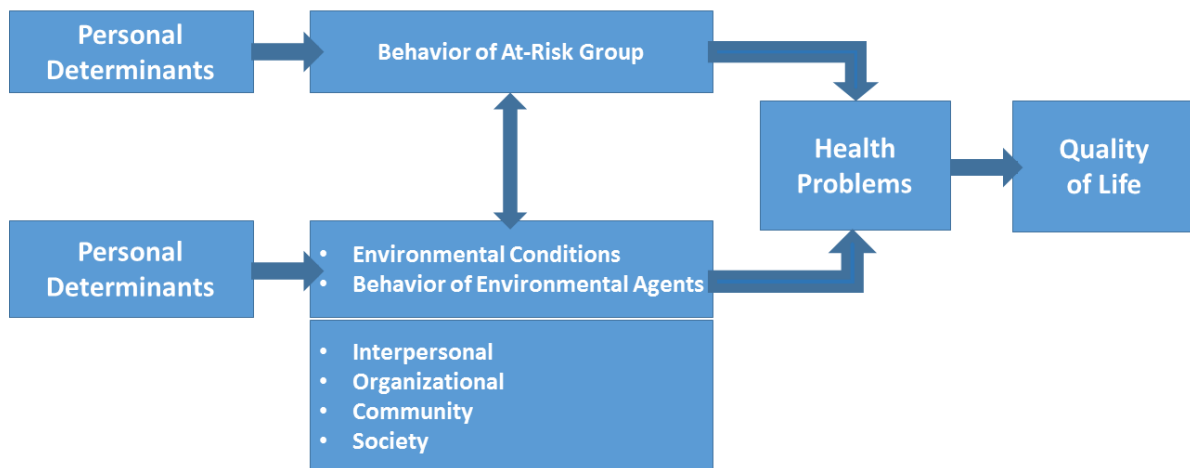 Personal
Determinants
Behavior of At-Risk Group
Health
Problems
Quality
of Life
Personal
Determinants
• Environmental Conditions
• Behavior of Environmental Agents
• Interpersonal
• Organizational
• Community
• Society